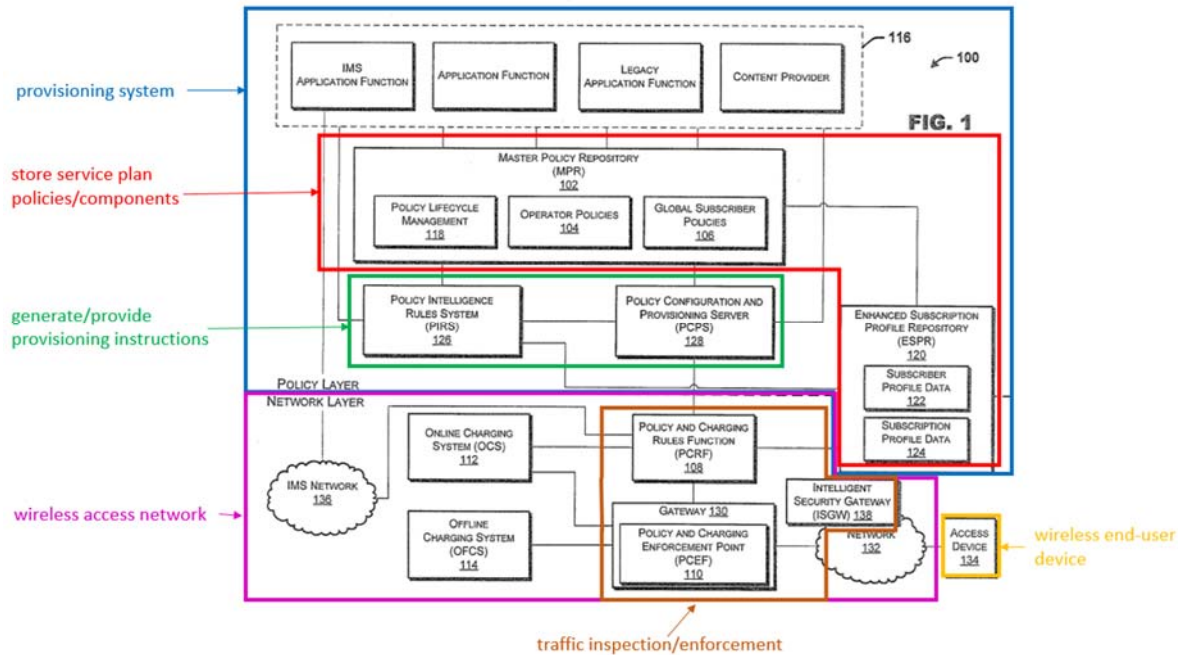 116
100
IMS
APPLICATION FUNCTION
APPLICATION FUNCTION
LEGACY
APPLICATION FUNCTION
CONTENT PROVIDER
provisioning system
FIG. 1
store service plan
policies/components
MASTER POLICY REPOSITORY
(MPR)
102
POLICY LIFECYCLE
MANAGEMENT
118
OPERATOR POLICIES
104
GLOBAL SUBSCRIBER
POLICIES
106
generate/provide
provisioning instructions
POLICY INTELLIGENCE
RULES SYSTEM
(PIRS)
126
POLICY CONFIGURATION AND
PROVISIONING SERVER
(PCPS)
128
ENHANCED SUBSCRIPTION
PROFILE REPOSITORY
(ESPR)
120
SUBSCRIBER
PROFILE DATA
122
SUBSCRIPTION
PROFILE DATA
124
POLICY LAYER
NETWORK LAYER
ONLINE CHARGING
SYSTEM (OCS)
112
POLICY AND CHARGING
RULES FUNCTION
(PCRF)
108
IMS NETWORK
136
wireless access network
OFFLINE
CHARGING SYSTEM
(OFCS)
114
GATEWAY 130
POLICY AND CHARGING
ENFORCEMENT POINT
(PCEF)
110
INTELLIGENT
SECURITY GATEWAY
(ISGW)
138
NETWORK
132
ACCESS
DEVICE
134
wireless end-user
device
traffic inspection/enforcement